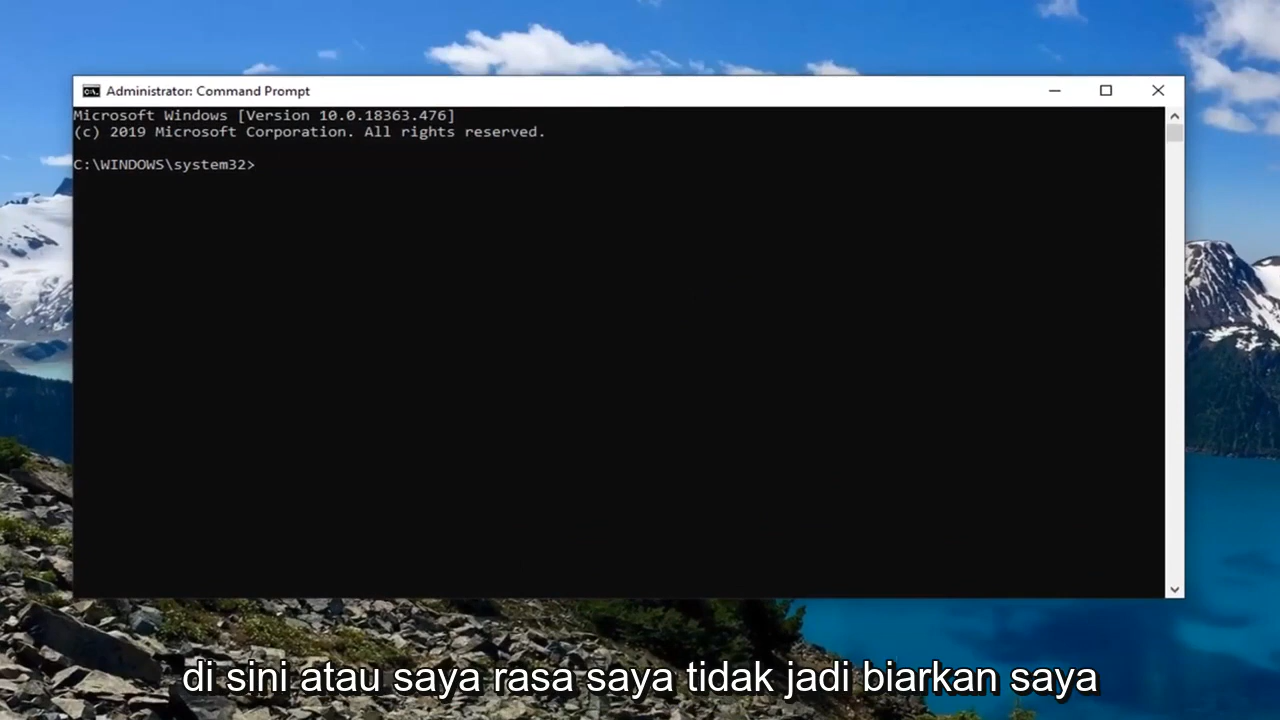 Administrator: Command Prompt
Microsoft Windows [Version 10.0.18363.476]
(c) 2019 Microsoft Corporation. All rights reserved.
C:\WINDOWS\system32>
di sini atau saya rasa saya tidak jadi biarkan saya